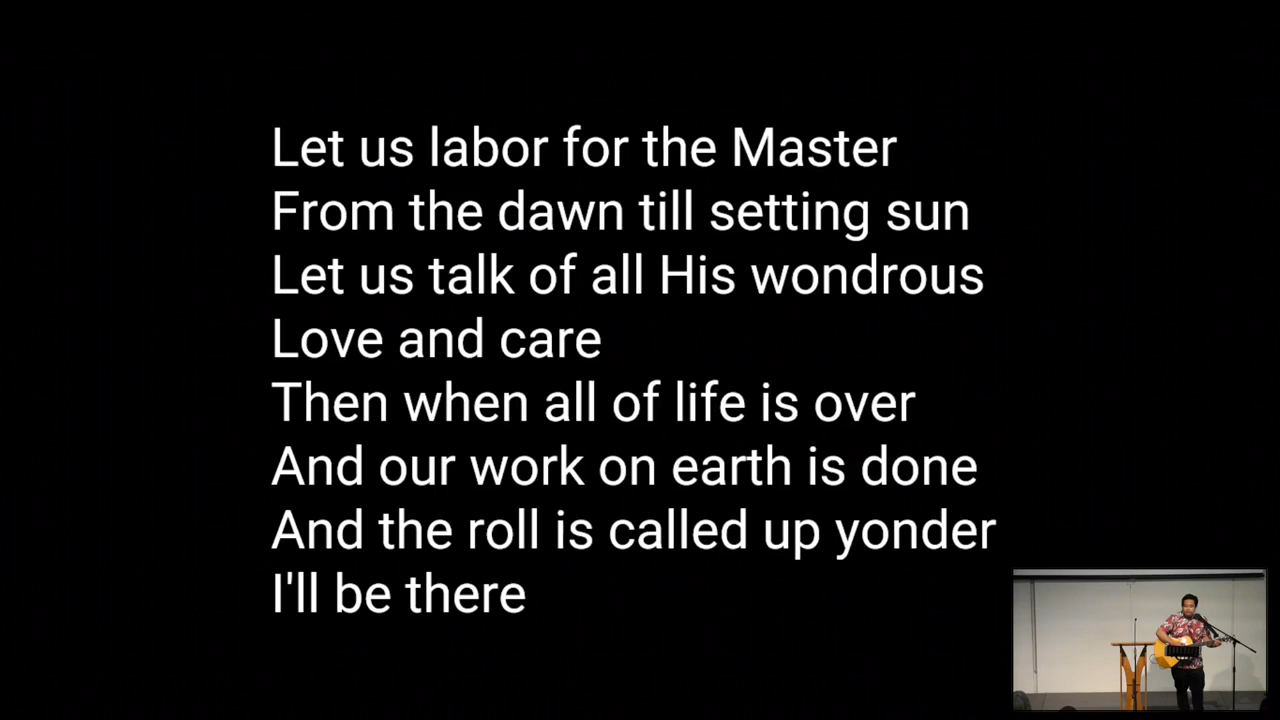 Let us labor for the Master
From the dawn till setting sun
Let us talk of all His wondrous
Love and care
Then when all of life is over
And our work on earth is done
And the roll is called up yonder
I'll be there